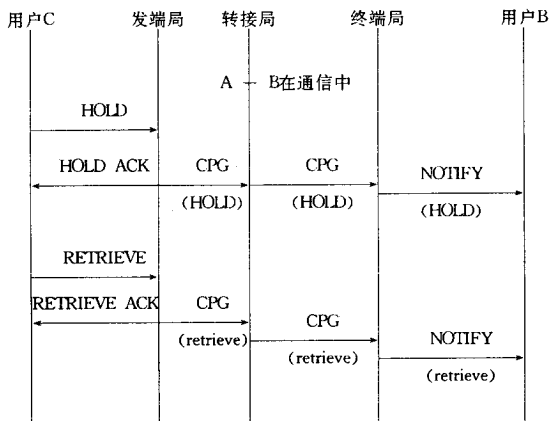 用户C 发端局 转接局 终端局 用户B
A — B在通信中
HOLD
HOLD ACK CPG CPG NOTIFY
(HOLD) (HOLD) (HOLD)
RETRIEVE
RETRIEVE ACK CPG CPG NOTIFY
(retrieve) (retrieve) (retrieve)